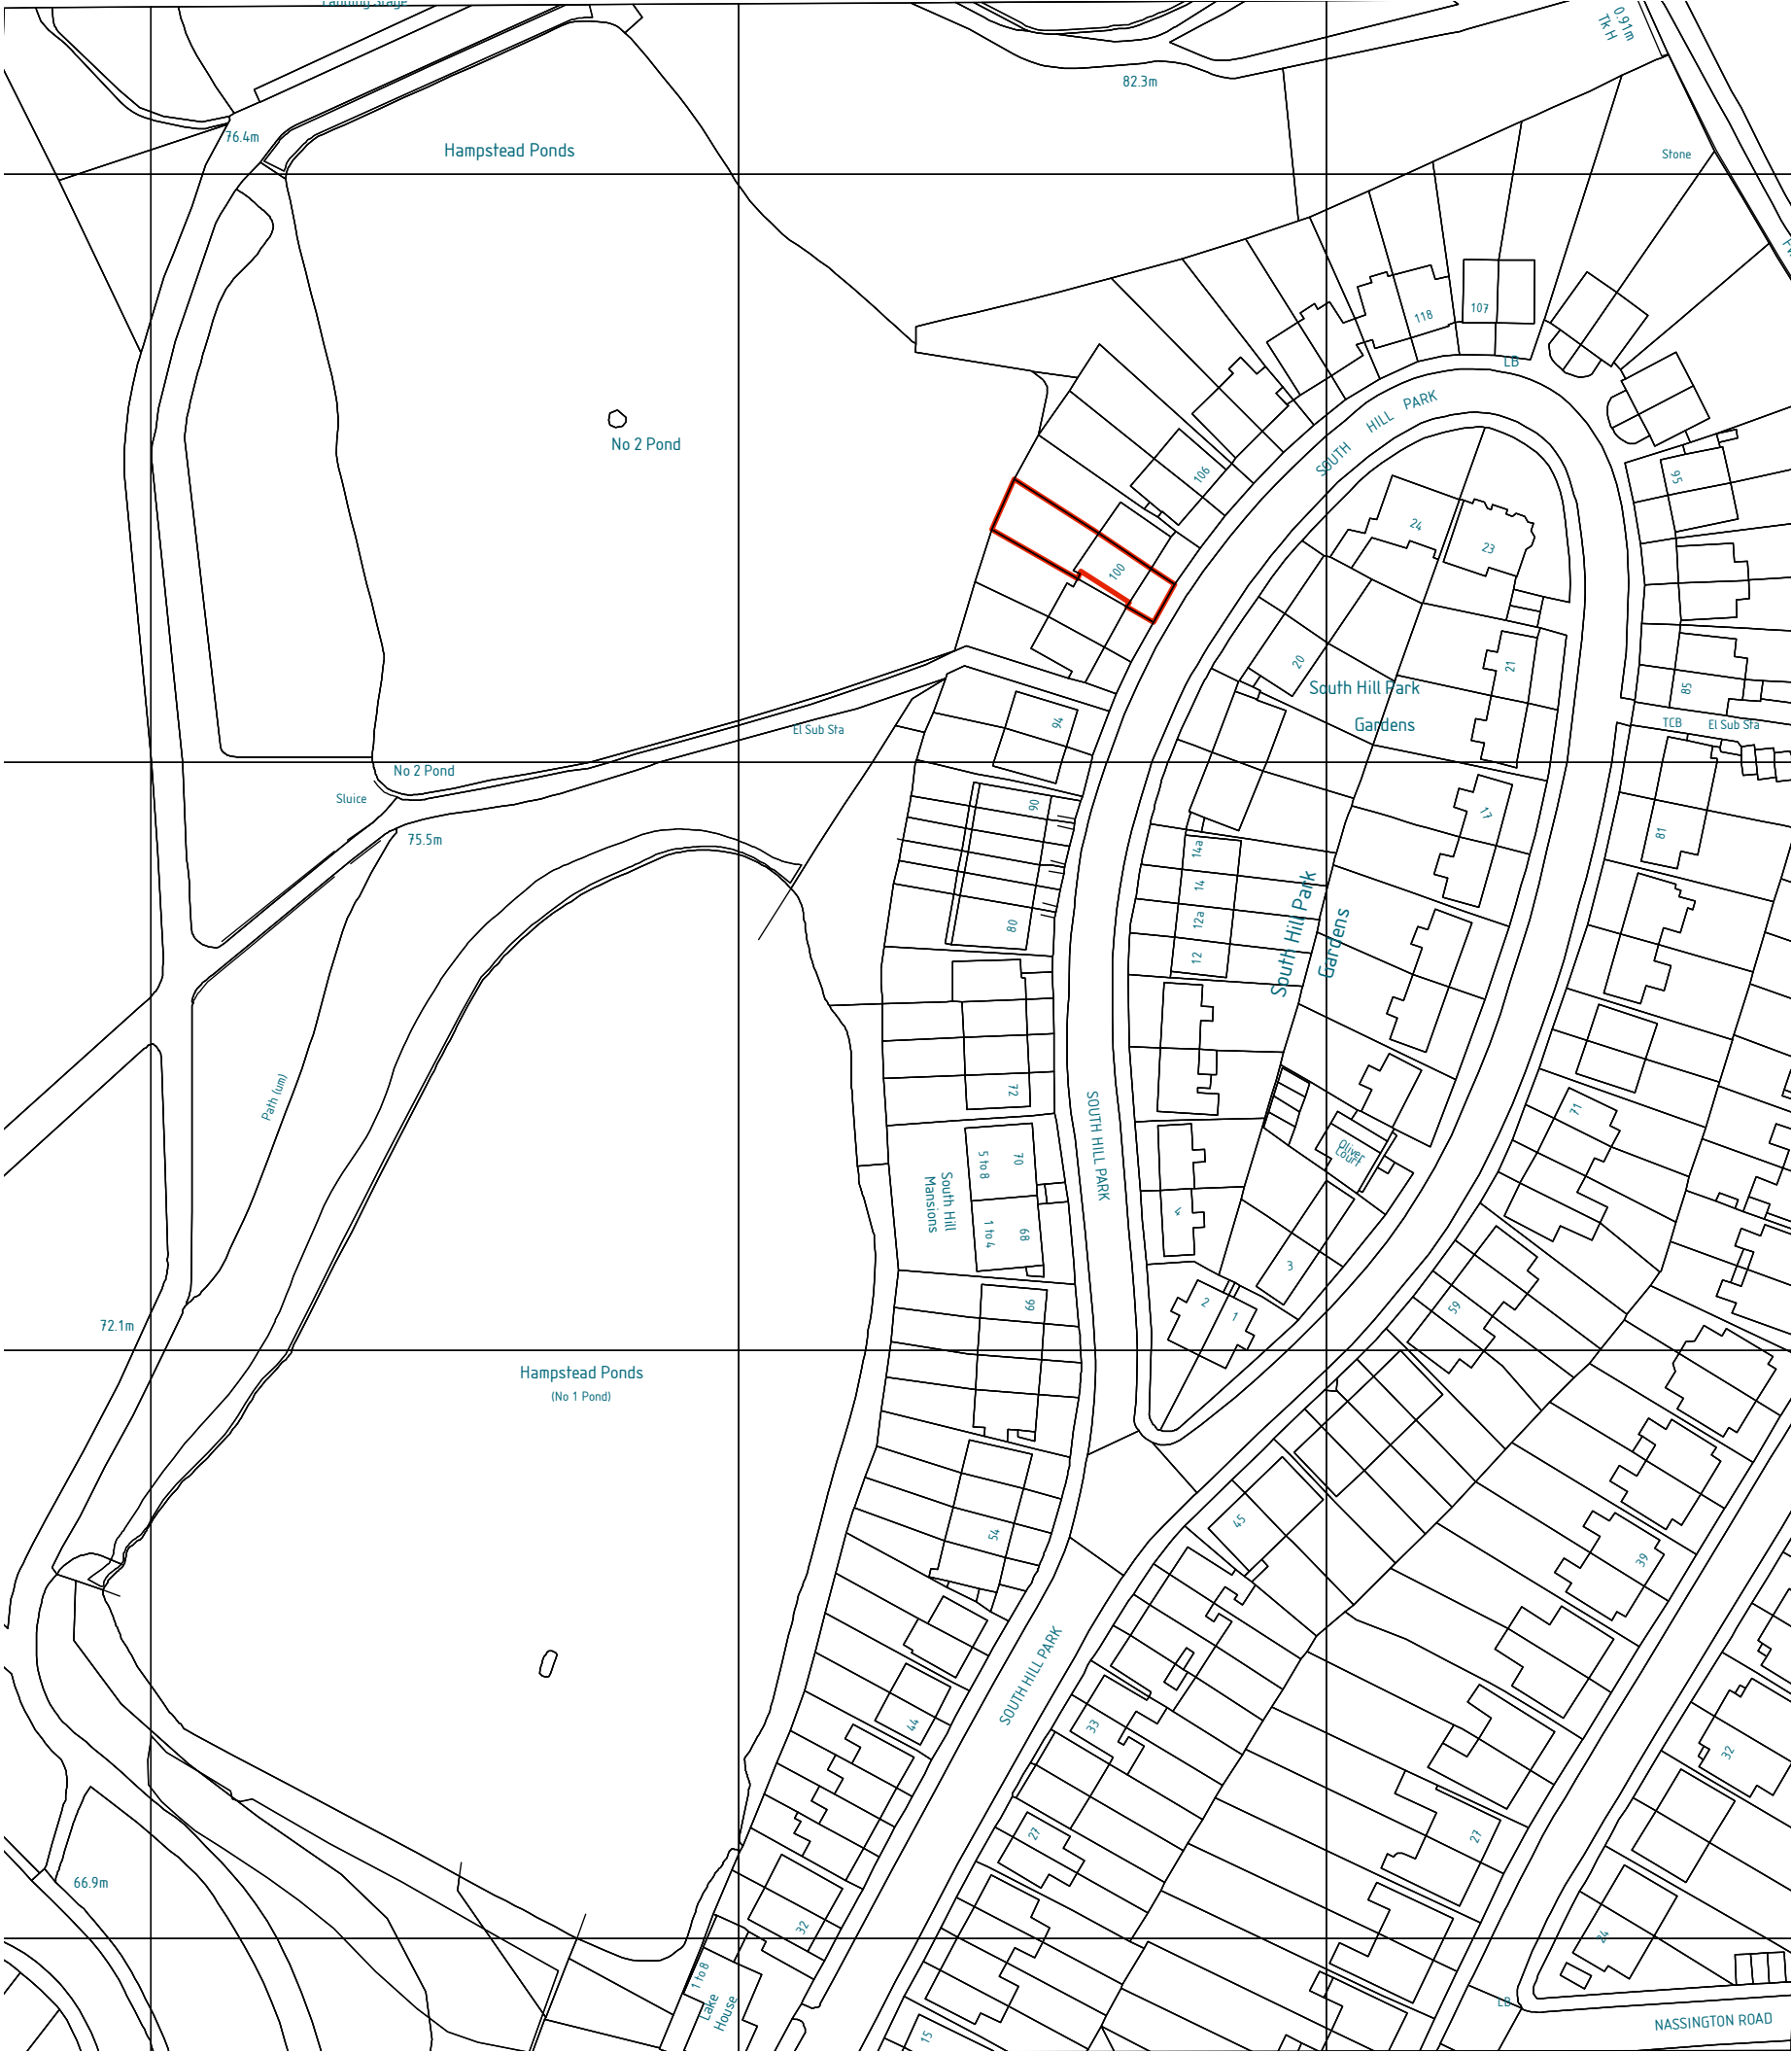 Landing Stage
0.91m
Tk H
82.3m
76.4m
Hampstead Ponds
Stone
118
107
LB
SOUTH HILL PARK
No 2 Pond
106
95
24
23
100
20
21
South Hill Park
Gardens
85
94
TCB
El Sub Sta
El Sub Sta
No 2 Pond
Sluice
75.5m
90
17
81
14a
14
12a
12
80
South Hill Park
Gardens
Path (um)
72
SOUTH HILL PARK
71
Oliver
Court
5 to 8
70
South Hill
Mansions
1 to 4
68
4
3
2
1
66
59
72.1m
Hampstead Ponds
(No 1 Pond)
45
54
39
SOUTH HILL PARK
44
33
32
27
27
66.9m
32
24
1 to 8
Lake
House
15
LB
NASSINGTON ROAD